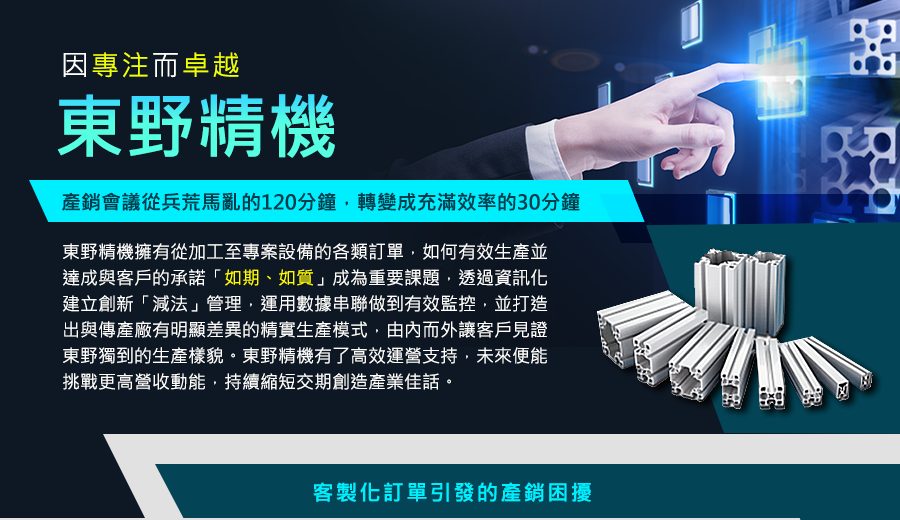 因專注而卓越
東野精機
產銷會議從兵荒馬亂的120分鐘，轉變成充滿效率的30分鐘
東野精機擁有從加工至專案設備的各類訂單，如何有效生產並
達成與客戶的承諾「如期、如質」成為重要課題，透過資訊化
建立創新「減法」管理，運用數據串聯做到有效監控，並打造
出與傳產廠有明顯差異的精實生產模式，由內而外讓客戶見證
東野獨到的生產樣貌。東野精機有了高效運營支持，未來便能
挑戰更高營收動能，持續縮短交期創造產業佳話。
客製化訂單引發的產銷困擾